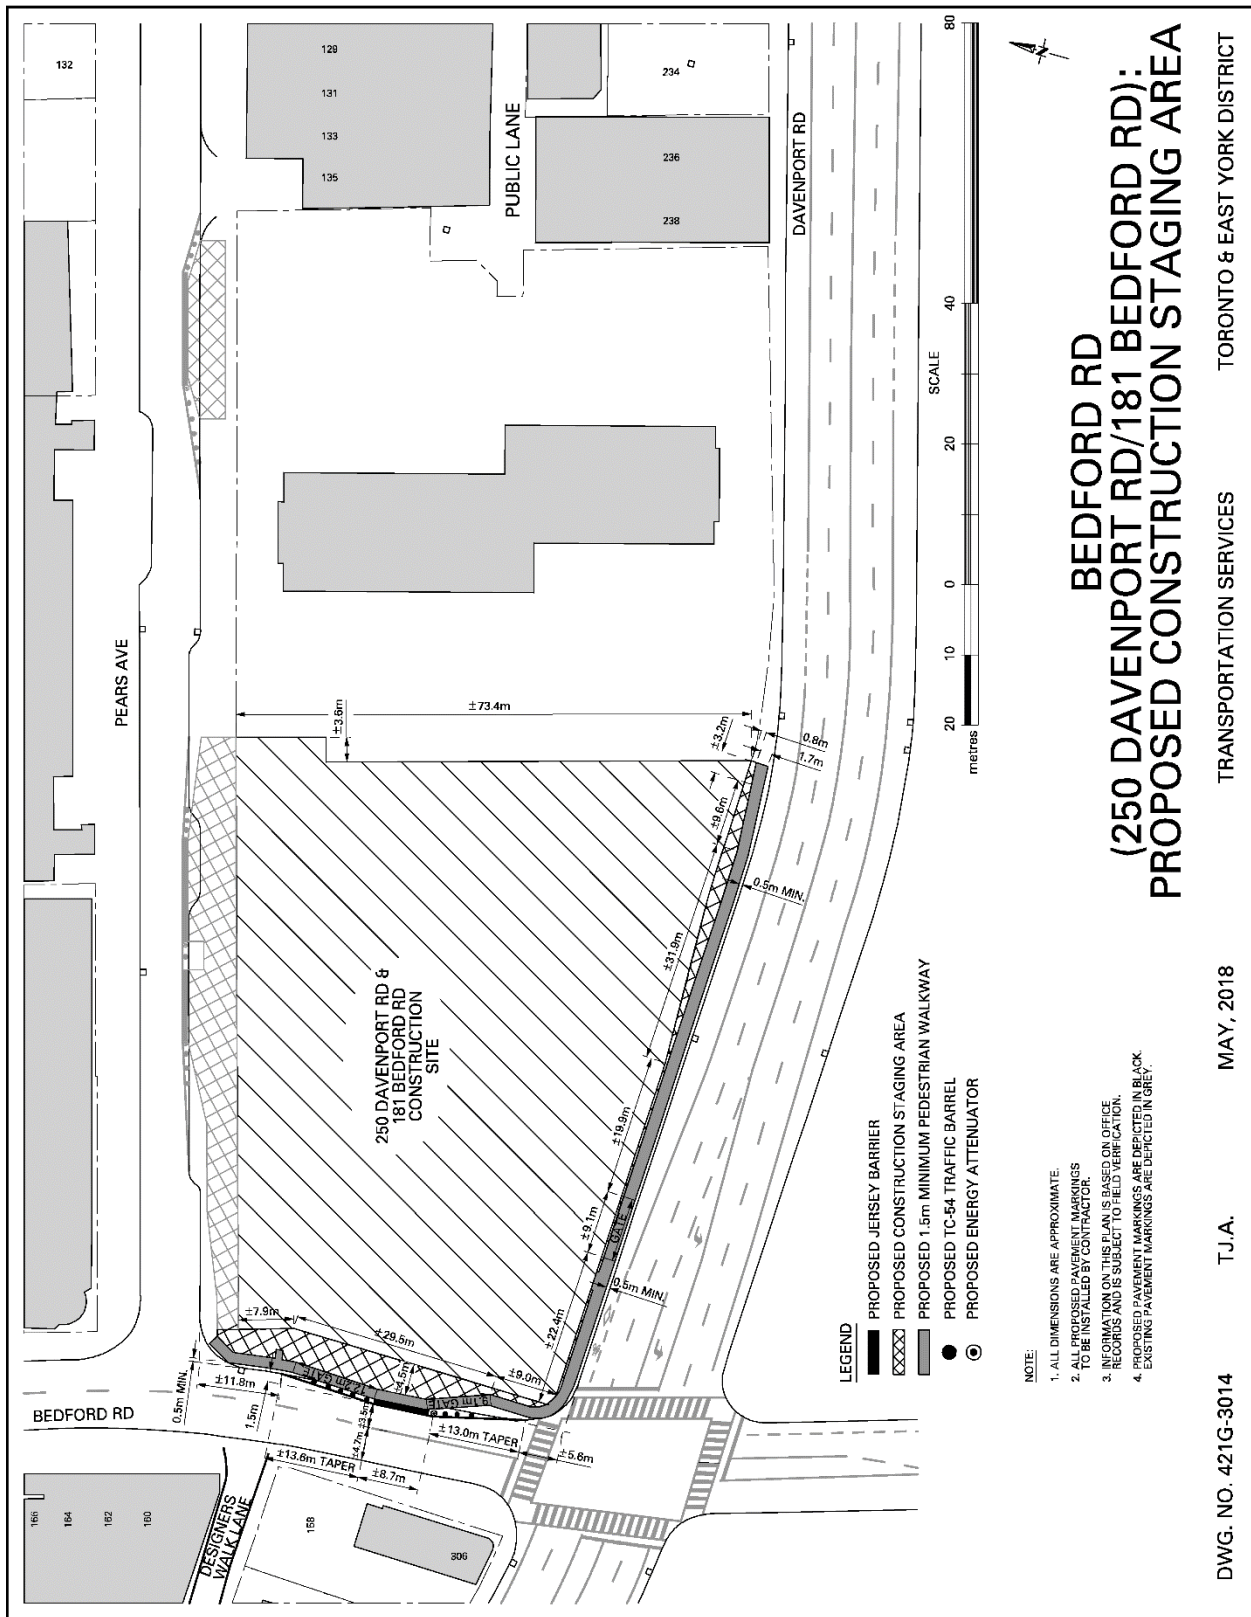 BEDFORD RD
(250 DAVENPORT RD/181 BEDFORD RD):
PROPOSED CONSTRUCTION STAGING AREA
DWG. NO. 421G-3014
T.J.A.
MAY, 2018
TRANSPORTATION SERVICES
TORONTO & EAST YORK DISTRICT
N
166
164
162
160
DESIGNERS
WALK LANE
158
306
BEDFORD RD
PEARS AVE
132
129
131
133
135
PUBLIC LANE
234
236
238
DAVENPORT RD
250 DAVENPORT RD &
181 BEDFORD RD
CONSTRUCTION
SITE
0.5m MIN.
±11.8m
1.5m
±13.6m TAPER
±8.7m
±4.7m
±3.5m
±7.9m
±29.5m
12.2m GATE
±4.5m
9.1m GATE
±9.0m
±13.0m TAPER
±5.6m
±22.4m
±9.1m
GATE
0.5m MIN.
±19.9m
±31.9m
±9.6m
0.5m MIN.
±3.2m
0.8m
1.7m
±73.4m
±3.6m
SCALE
metres
20
10
0
20
40
80
LEGEND
PROPOSED JERSEY BARRIER
PROPOSED CONSTRUCTION STAGING AREA
PROPOSED 1.5m MINIMUM PEDESTRIAN WALKWAY
PROPOSED TC-54 TRAFFIC BARREL
PROPOSED ENERGY ATTENUATOR
NOTE:
1. ALL DIMENSIONS ARE APPROXIMATE.
2. ALL PROPOSED PAVEMENT MARKINGS
TO BE INSTALLED BY CONTRACTOR.
3. INFORMATION ON THIS PLAN IS BASED ON OFFICE
RECORDS AND IS SUBJECT TO FIELD VERIFICATION.
4. PROPOSED PAVEMENT MARKINGS ARE DEPICTED IN BLACK.
EXISTING PAVEMENT MARKINGS ARE DEPICTED IN GREY.